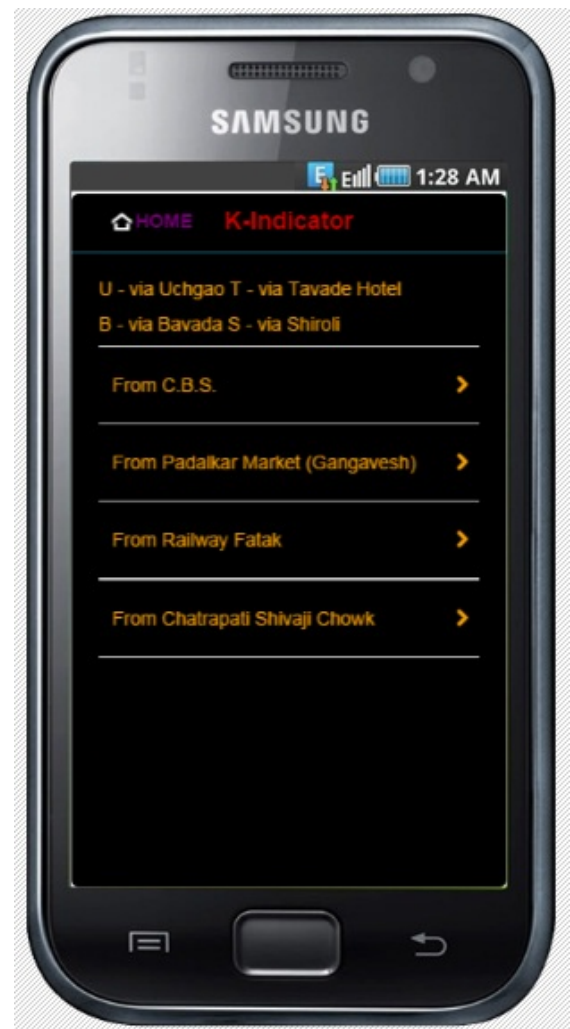 SAMSUNG
E 1:28 AM
HOME K-Indicator
U - via Uchgao T - via Tavade Hotel
B - via Bavada S - via Shiroli
From C.B.S.
From Padalkar Market (Gangavesh)
From Railway Fatak
From Chatrapati Shivaji Chowk